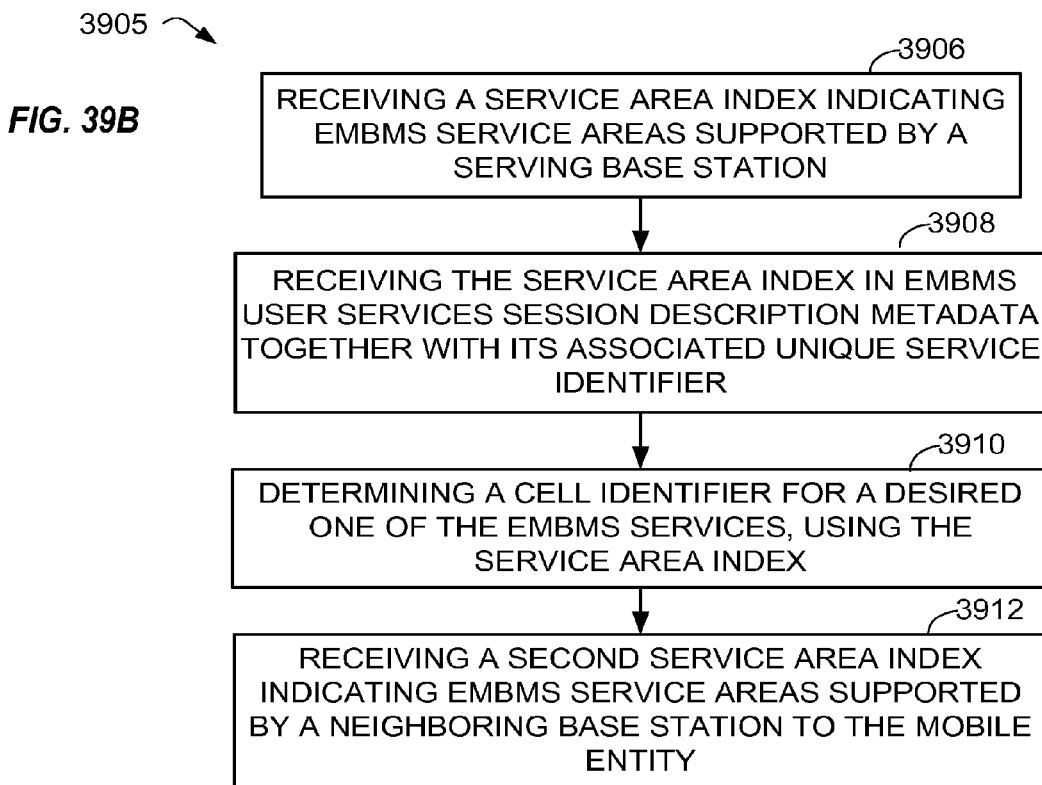 3905
FIG. 39B
3906
RECEIVING A SERVICE AREA INDEX INDICATING
EMBMS SERVICE AREAS SUPPORTED BY A
SERVING BASE STATION
3908
RECEIVING THE SERVICE AREA INDEX IN EMBMS
USER SERVICES SESSION DESCRIPTION METADATA
TOGETHER WITH ITS ASSOCIATED UNIQUE SERVICE
IDENTIFIER
3910
DETERMINING A CELL IDENTIFIER FOR A DESIRED
ONE OF THE EMBMS SERVICES, USING THE
SERVICE AREA INDEX
3912
RECEIVING A SECOND SERVICE AREA INDEX
INDICATING EMBMS SERVICE AREAS SUPPORTED
BY A NEIGHBORING BASE STATION TO THE MOBILE
ENTITY